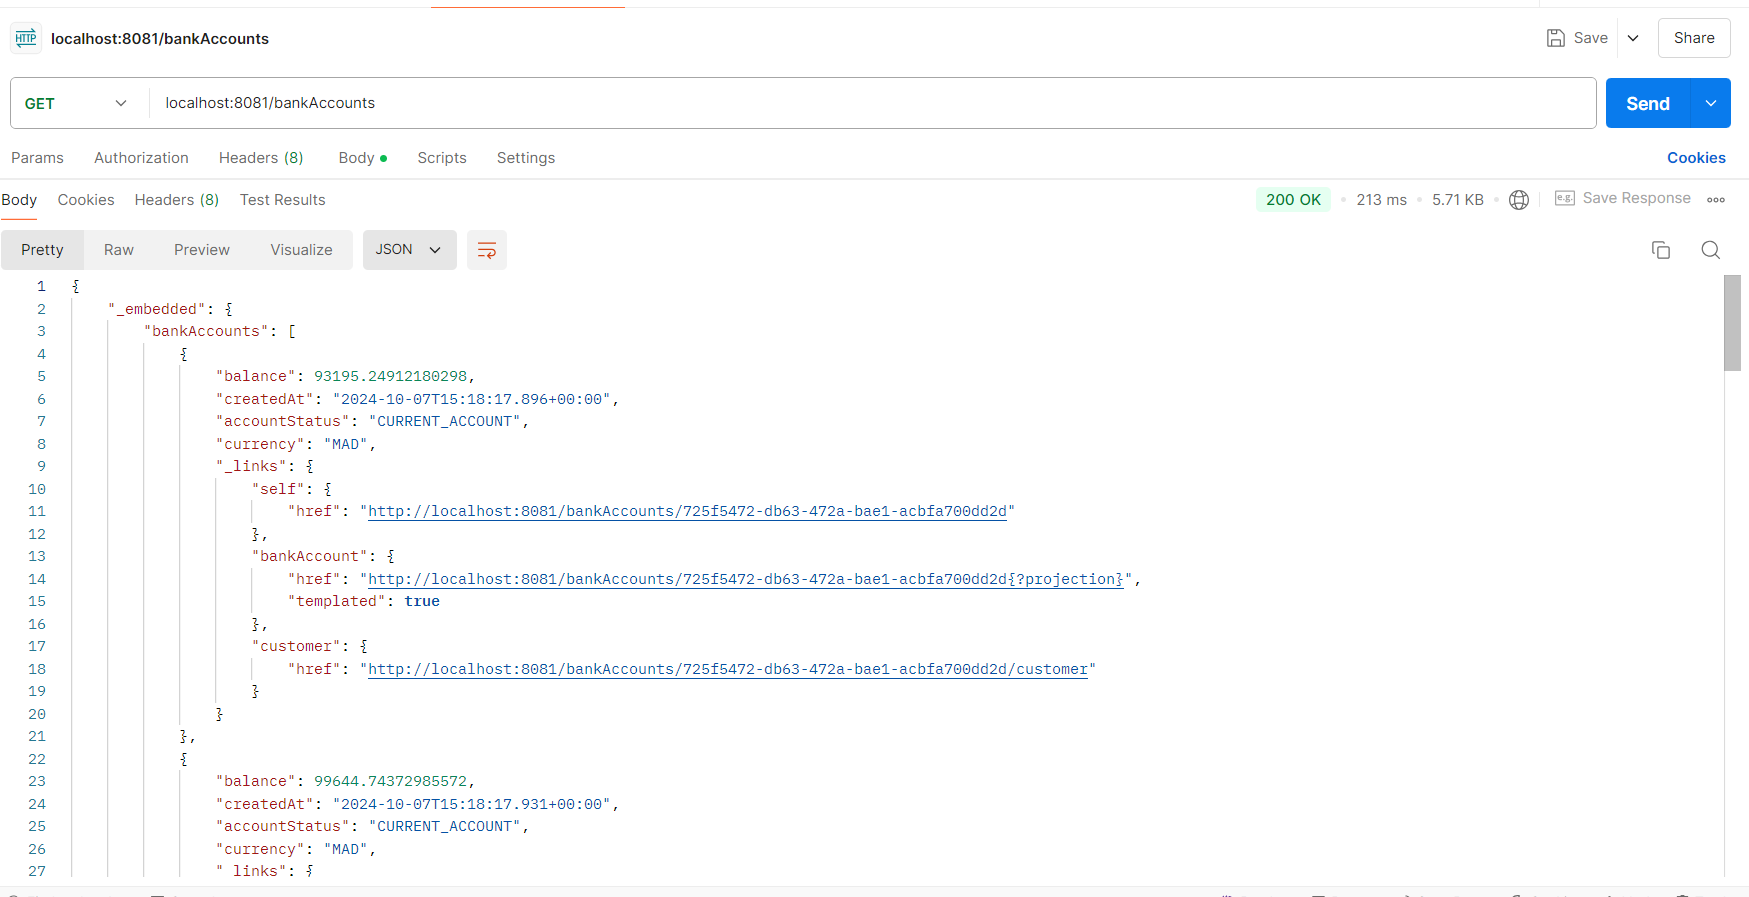 HTTP localhost:8081/bankAccounts Save Share
GET localhost:8081/bankAccounts Send
Params Authorization Headers (8) Body Scripts Settings Cookies
Body Cookies Headers (8) Test Results 200 OK 213 ms 5.71 KB e.g. Save Response
Pretty Raw Preview Visualize JSON
1 {
2 "_embedded": {
3 "bankAccounts": [
4 {
5 "balance": 93195.24912180298,
6 "createdAt": "2024-10-07T15:18:17.896+00:00",
7 "accountStatus": "CURRENT_ACCOUNT",
8 "currency": "MAD",
9 "_links": {
10 "self": {
11 "href": "http://localhost:8081/bankAccounts/725f5472-db63-472a-bae1-acbfa700dd2d"
12 },
13 "bankAccount": {
14 "href": "http://localhost:8081/bankAccounts/725f5472-db63-472a-bae1-acbfa700dd2d{?projection}",
15 "templated": true
16 },
17 "customer": {
18 "href": "http://localhost:8081/bankAccounts/725f5472-db63-472a-bae1-acbfa700dd2d/customer"
19 }
20 }
21 },
22 {
23 "balance": 99644.74372985572,
24 "createdAt": "2024-10-07T15:18:17.931+00:00",
25 "accountStatus": "CURRENT_ACCOUNT",
26 "currency": "MAD",
27 "_links": {